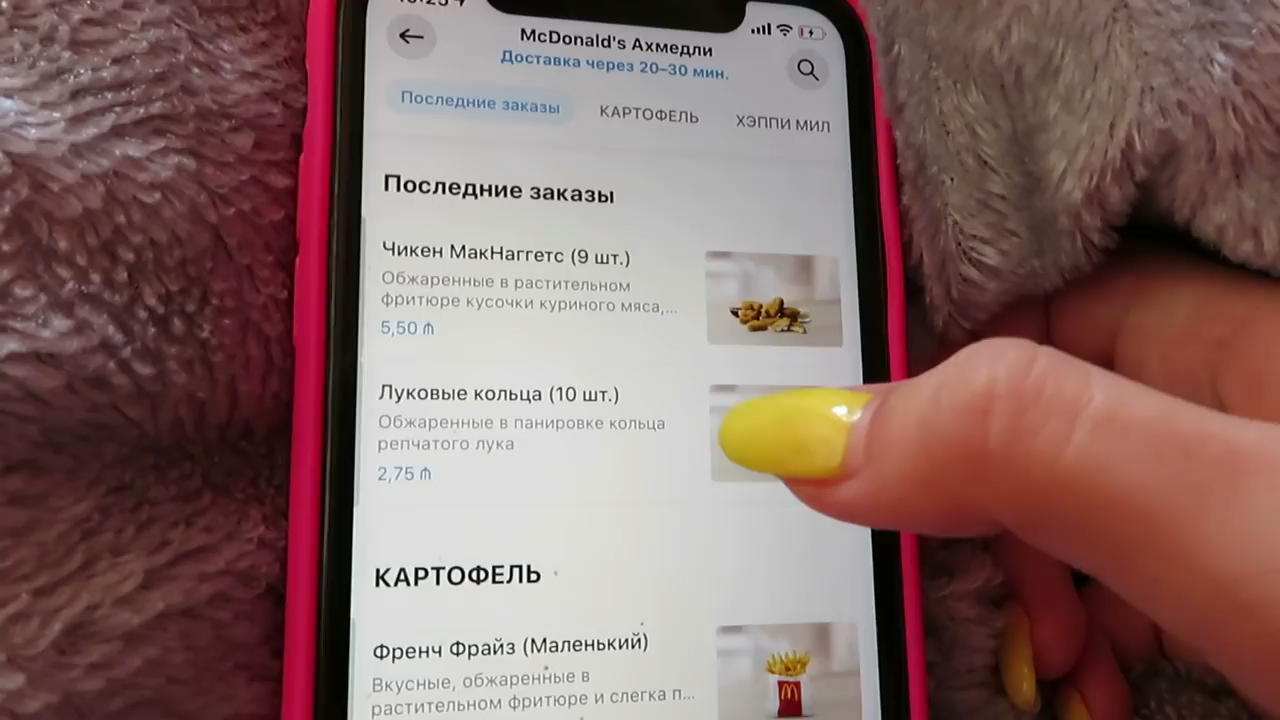 McDonald's Ахмедли
Доставка через 20–30 мин.
Последние заказы КАРТОФЕЛЬ ХЭППИ МИЛ
Последние заказы
Чикен МакНаггетс (9 шт.)
Обжаренные в растительном
фритюре кусочки куриного мяса,...
5,50 ₼
Луковые кольца (10 шт.)
Обжаренные в панировке кольца
репчатого лука
2,75 ₼
КАРТОФЕЛЬ
Френч Фрайз (Маленький)
Вкусные, обжаренные в
растительном фритюре и слегка п...